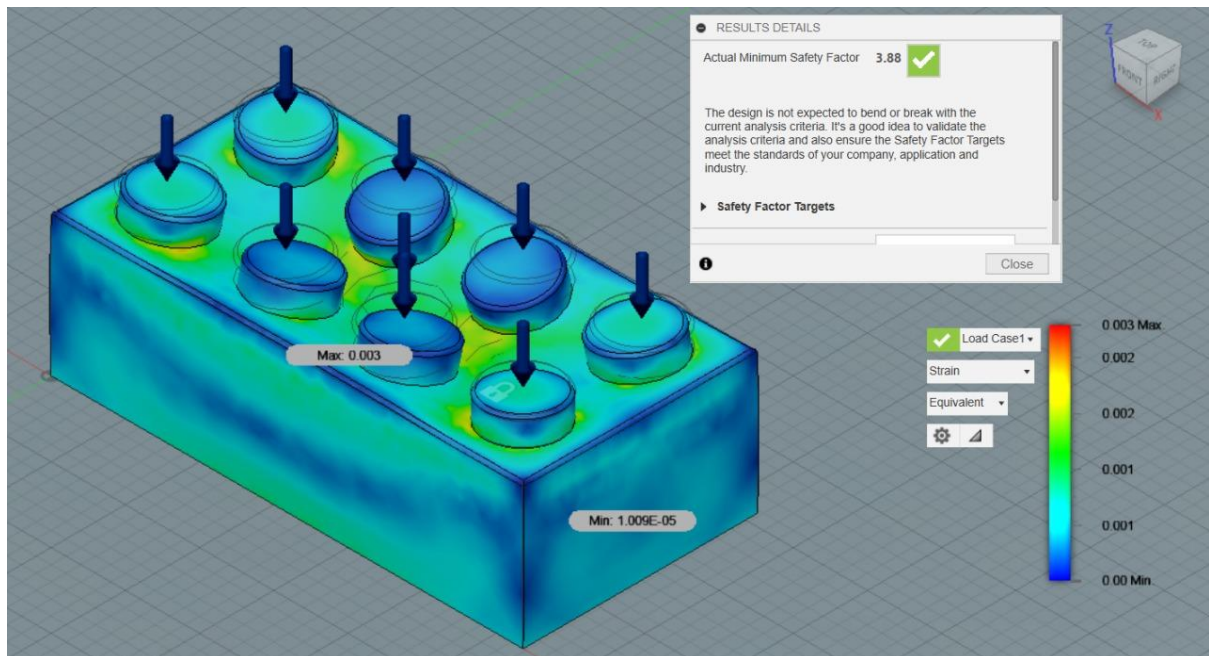 RESULTS DETAILS
Actual Minimum Safety Factor 3.88
The design is not expected to bend or break with the
current analysis criteria. It's a good idea to validate the
analysis criteria and also ensure the Safety Factor Targets
meet the standards of your company, application and
industry.
Safety Factor Targets
Close
Z
TOP
FRONT
RIGHT
X
Max: 0.003
Min: 1.009E-05
Load Case1
Strain
Equivalent
0.003 Max.
0.002
0.002
0.001
0.001
0.00 Min.